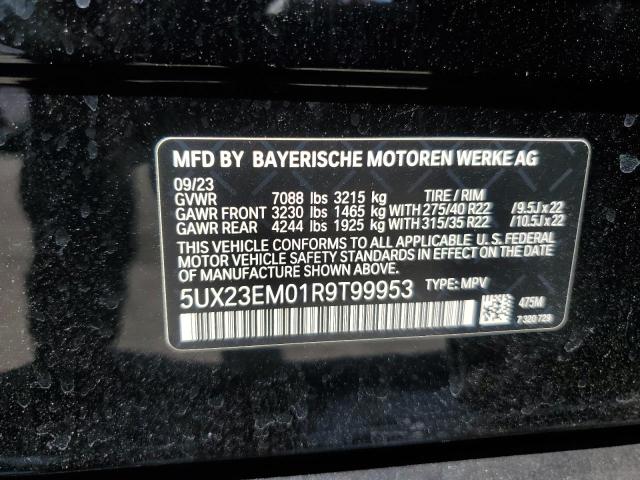 MFD BY BAYERISCHE MOTOREN WERKE AG
09/23
GVWR 7088 lbs 3215 kg TIRE / RIM
GAWR FRONT 3230 lbs 1465 kg WITH 275/40 R22 /9.5J x 22
GAWR REAR 4244 lbs 1925 kg WITH 315/35 R22 /10.5J x 22
THIS VEHICLE CONFORMS TO ALL APPLICABLE U. S. FEDERAL
MOTOR VEHICLE SAFETY STANDARDS IN EFFECT ON THE DATE
OF MANUFACTURE SHOWN ABOVE.
5UX23EM01R9T99953 TYPE: MPV
475M
7 320 729